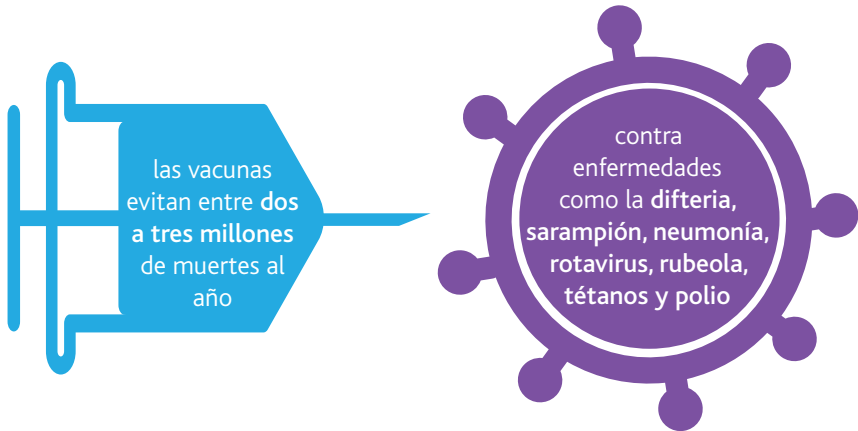 las vacunas
evitan entre dos
a tres millones
de muertes al
año
contra
enfermedades
como la difteria,
sarampión, neumonía,
rotavirus, rubeola,
tétanos y polio